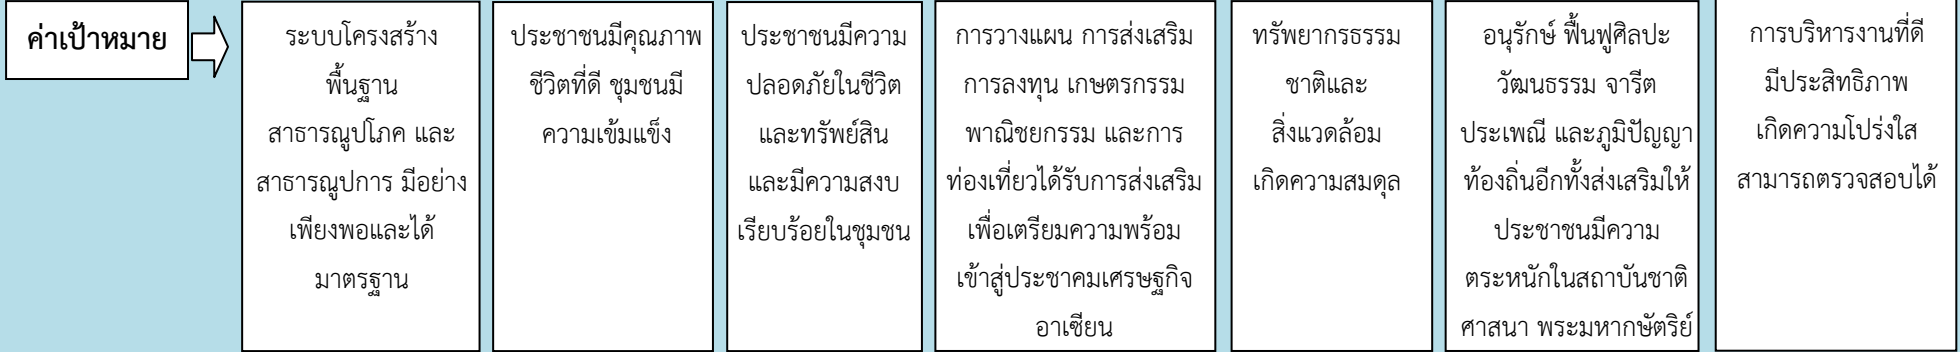 ค่าเป้าหมาย
ระบบโครงสร้าง
พื้นฐาน
สาธารณูปโภค และ
สาธารณูปการ มีอย่าง
เพียงพอและได้
มาตรฐาน
ประชาชนมีคุณภาพ
ชีวิตที่ดี ชุมชนมี
ความเข้มแข็ง
ประชาชนมีความ
ปลอดภัยในชีวิต
และทรัพย์สิน
และมีความสงบ
เรียบร้อยในชุมชน
การวางแผน การส่งเสริม
การลงทุน เกษตรกรรม
พาณิชยกรรม และการ
ท่องเที่ยวได้รับการส่งเสริม
เพื่อเตรียมความพร้อม
เข้าสู่ประชาคมเศรษฐกิจ
อาเซียน
ทรัพยากรธรรม
ชาติและ
สิ่งแวดล้อม
เกิดความสมดุล
อนุรักษ์ ฟื้นฟูศิลปะ
วัฒนธรรม จารีต
ประเพณี และภูมิปัญญา
ท้องถิ่นอีกทั้งส่งเสริมให้
ประชาชนมีความ
ตระหนักในสถาบันชาติ
ศาสนา พระมหากษัตริย์
การบริหารงานที่ดี
มีประสิทธิภาพ
เกิดความโปร่งใส
สามารถตรวจสอบได้